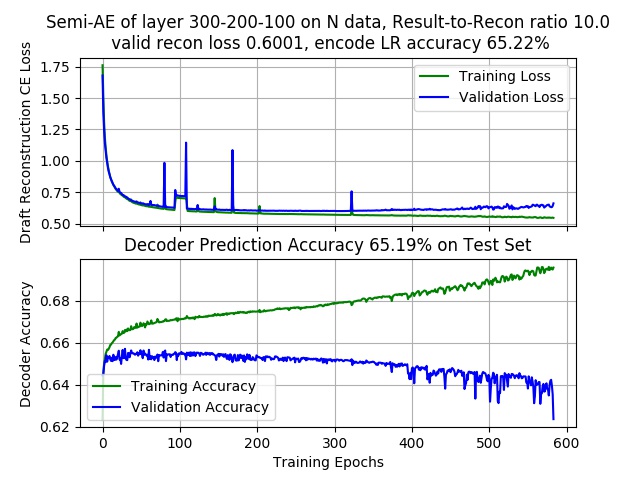 Semi-AE of layer 300-200-100 on N data, Result-to-Recon ratio 10.0
valid recon loss 0.6001, encode LR accuracy 65.22%
Draft Reconstruction CE Loss
1.75
1.50
1.25
1.00
0.75
0.50
Training Loss
Validation Loss
Decoder Prediction Accuracy 65.19% on Test Set
Decoder Accuracy
0.68
0.66
0.64
0.62
Training Accuracy
Validation Accuracy
0 100 200 300 400 500 600
Training Epochs